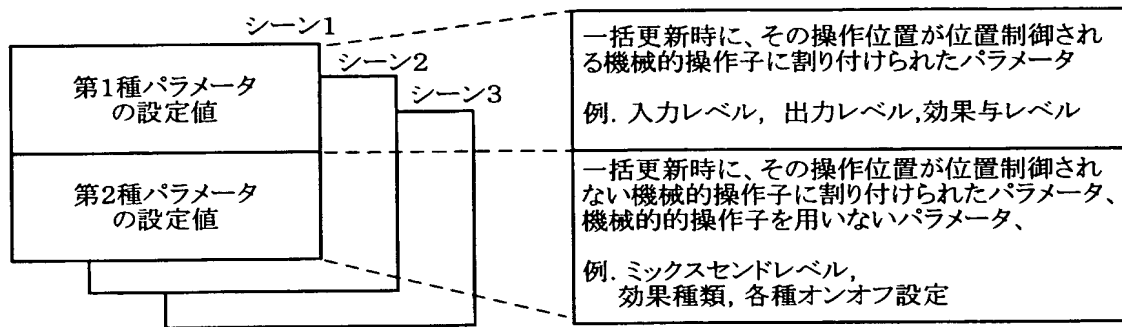 シーン1
シーン2
シーン3
第1種パラメータ
の設定値
第2種パラメータ
の設定値
一括更新時に、その操作位置が位置制御され
る機械的操作子に割り付けられたパラメータ
例. 入力レベル, 出力レベル,効果与レベル
一括更新時に、その操作位置が位置制御され
ない機械的操作子に割り付けられたパラメータ、
機械的的操作子を用いないパラメータ、
例. ミックスセンドレベル,
効果種類, 各種オンオフ設定